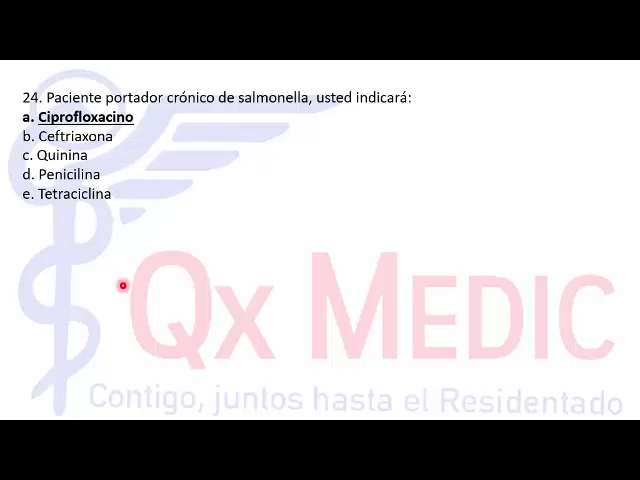 24. Paciente portador crónico de salmonella, usted indicará:
a. Ciprofloxacino
b. Ceftriaxona
c. Quinina
d. Penicilina
e. Tetraciclina
Qx MEDIC
Contigo, juntos hasta el Residentado